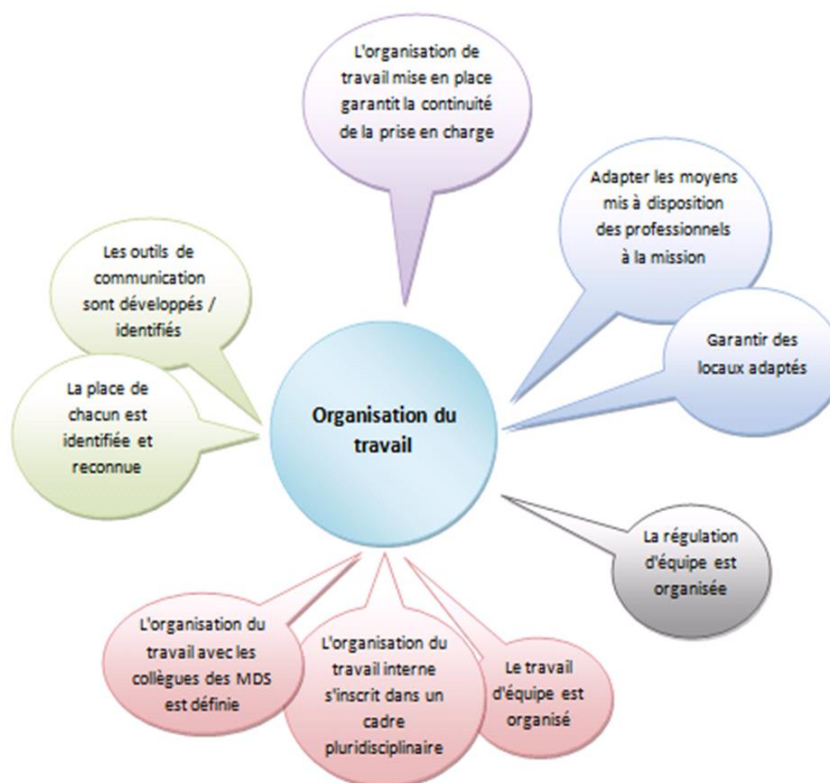 L'organisation de
travail mise en place
garantit la continuité
de la prise en charge
Adapter les moyens
mis à disposition
des professionnels
à la mission
Les outils de
communication
sont développés /
identifiés
Garantir des
locaux adaptés
La place de
chacun est
identifiée et
reconnue
Organisation du
travail
La régulation
d'équipe est
organisée
L'organisation du
travail avec les
collègues des MDS
est définie
L'organisation du
travail interne
s'inscrit dans un
cadre
pluridisciplinaire
Le travail
d'équipe est
organisé